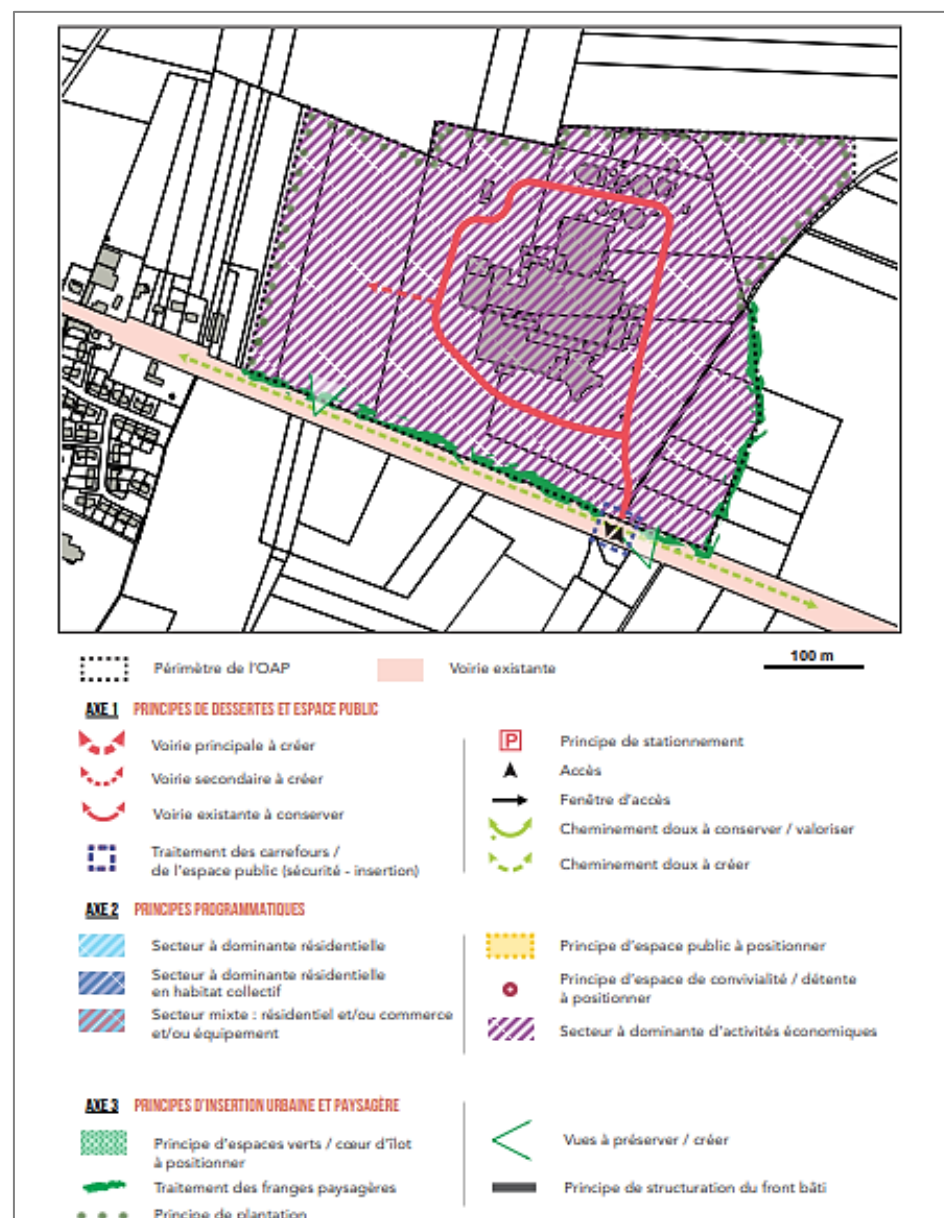 100 m
Périmètre de l'OAP
Voirie existante
AXE 1 PRINCIPES DE DESSERTES ET ESPACE PUBLIC
Voirie principale à créer
Voirie secondaire à créer
Voirie existante à conserver
Traitement des carrefours /
de l'espace public (sécurité - insertion)
P Principe de stationnement
Accès
Fenêtre d'accès
Cheminement doux à conserver / valoriser
Cheminement doux à créer
AXE 2 PRINCIPES PROGRAMMATIQUES
Secteur à dominante résidentielle
Secteur à dominante résidentielle
en habitat collectif
Secteur mixte : résidentiel et/ou commerce
et/ou équipement
Principe d'espace public à positionner
Principe d'espace de convivialité / détente
à positionner
Secteur à dominante d'activités économiques
AXE 3 PRINCIPES D'INSERTION URBAINE ET PAYSAGÈRE
Principe d'espaces verts / cœur d'îlot
à positionner
Traitement des franges paysagères
Principe de plantation
Vues à préserver / créer
Principe de structuration du front bâti